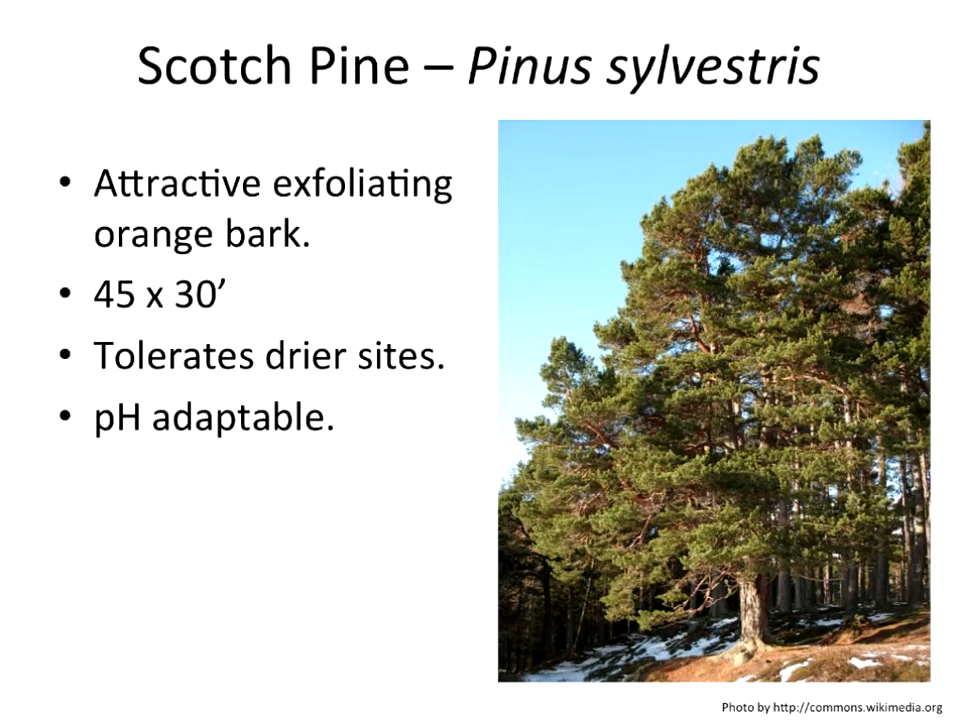 Scotch Pine – Pinus sylvestris
• Attractive exfoliating
orange bark.
• 45 x 30’
• Tolerates drier sites.
• pH adaptable.
Photo by http://commons.wikimedia.org